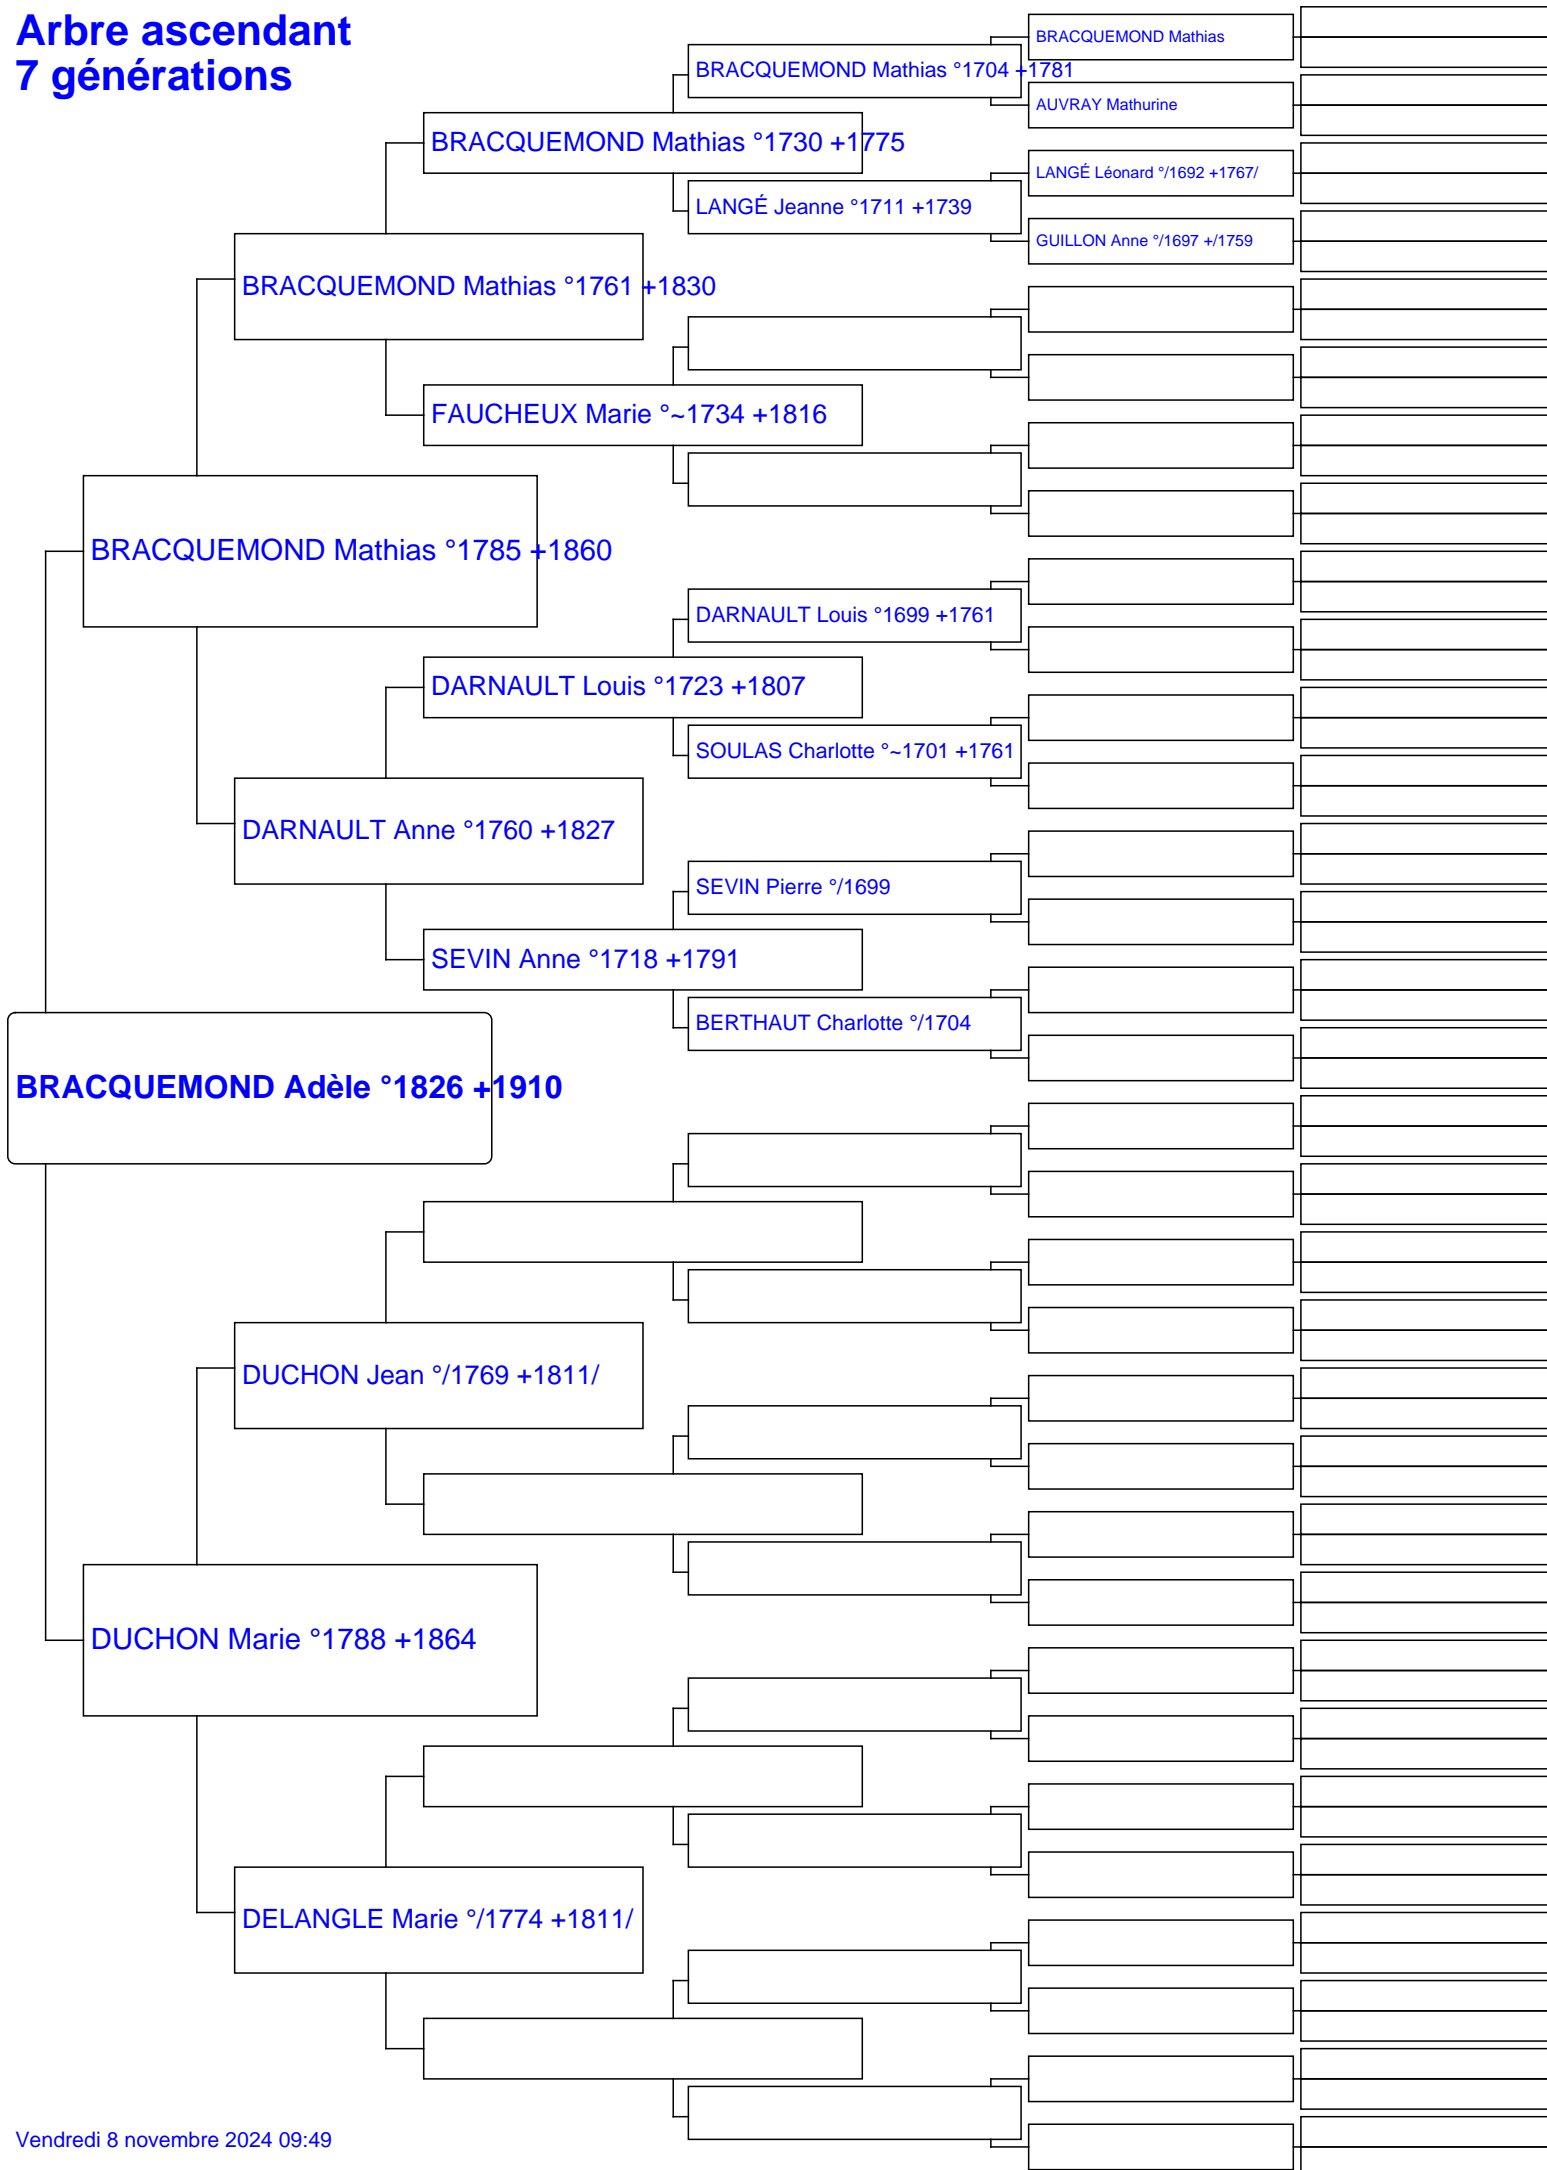 Arbre ascendant
7 générations
BRACQUEMOND Mathias
BRACQUEMOND Mathias °1704 +1781
AUVRAY Mathurine
BRACQUEMOND Mathias °1730 +1775
LANGÉ Léonard °/1692 +1767/
LANGÉ Jeanne °1711 +1739
GUILLON Anne °/1697 +/1759
BRACQUEMOND Mathias °1761 +1830
FAUCHEUX Marie °~1734 +1816
BRACQUEMOND Mathias °1785 +1860
DARNAULT Louis °1699 +1761
DARNAULT Louis °1723 +1807
SOULAS Charlotte °~1701 +1761
DARNAULT Anne °1760 +1827
SEVIN Pierre °/1699
SEVIN Anne °1718 +1791
BERTHAUT Charlotte °/1704
BRACQUEMOND Adèle °1826 +1910
DUCHON Jean °/1769 +1811/
DUCHON Marie °1788 +1864
DELANGLE Marie °/1774 +1811/
Vendredi 8 novembre 2024 09:49